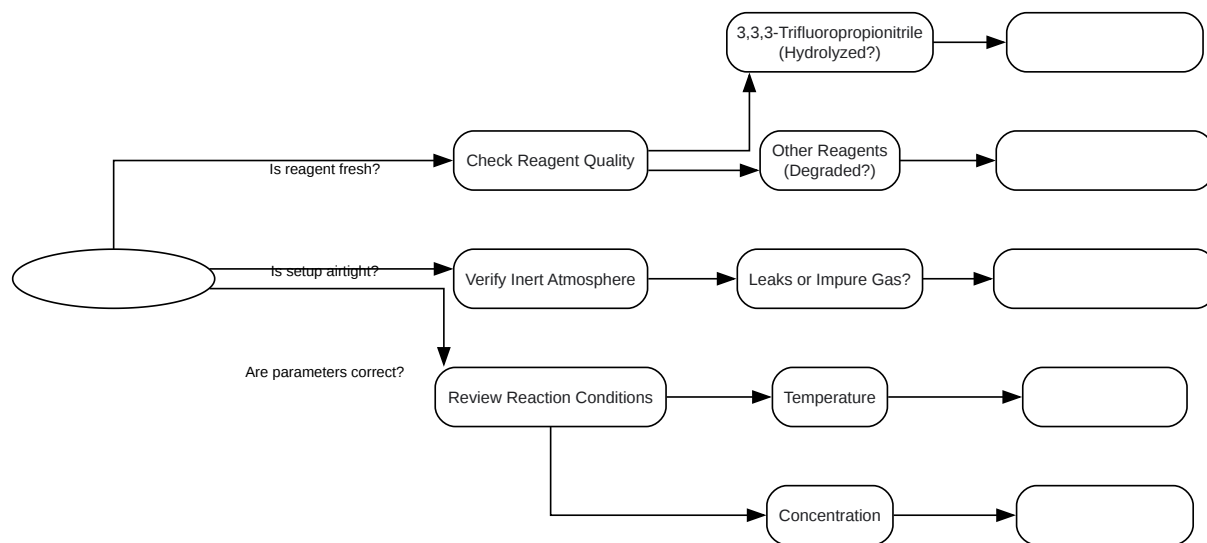 3,3,3-Trifluoropropionitrile
(Hydrolyzed?)
Is reagent fresh?
Check Reagent Quality
Other Reagents
(Degraded?)
Is setup airtight?
Verify Inert Atmosphere
Leaks or Impure Gas?
Are parameters correct?
Review Reaction Conditions
Temperature
Concentration